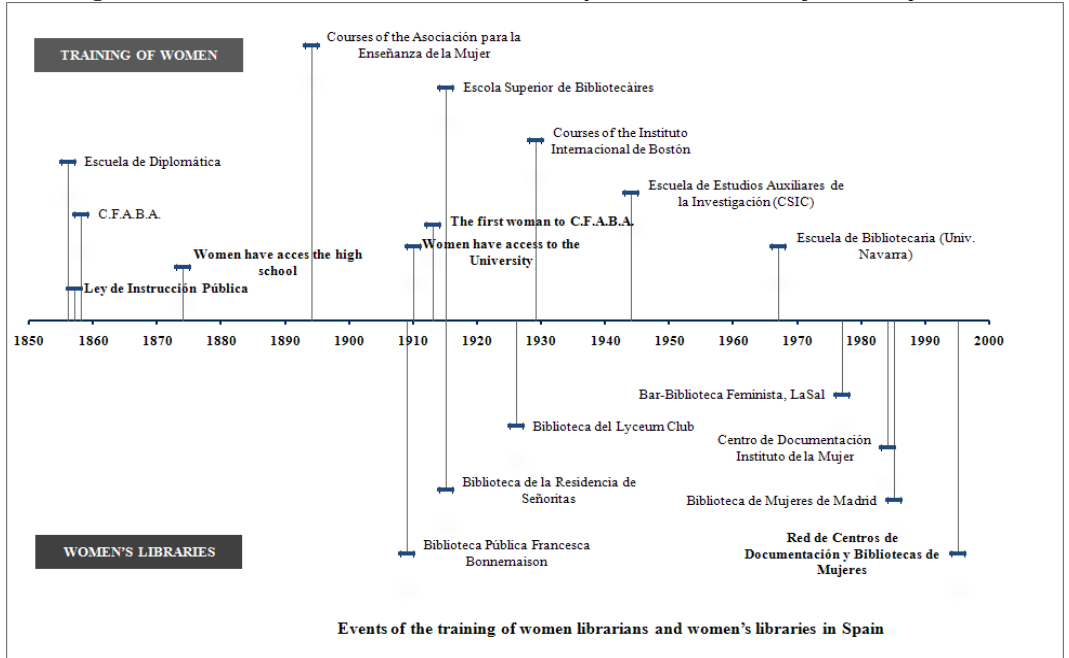 TRAINING OF WOMEN
Courses of the Asociación para la
Enseñanza de la Mujer
Escola Superior de Bibliotecàires
Courses of the Instituto
Internacional de Bostón
Escuela de Diplomática
Escuela de Estudios Auxiliares de
la Investigación (CSIC)
C.F.A.B.A.
The first woman to C.F.A.B.A.
Women have access to the
University
Escuela de Bibliotecaria (Univ.
Navarra)
Women have acces the high
school
Ley de Instrucción Pública
1850 1860 1870 1880 1890 1900 1910 1920 1930 1940 1950 1960 1970 1980 1990 2000
Bar-Biblioteca Feminista, LaSal
Biblioteca del Lyceum Club
Centro de Documentación
Instituto de la Mujer
Biblioteca de la Residencia de
Señoritas
Biblioteca de Mujeres de Madrid
WOMEN'S LIBRARIES
Biblioteca Pública Francesca
Bonnemaison
Red de Centros de
Documentación y Bibliotecas de
Mujeres
Events of the training of women librarians and women's libraries in Spain